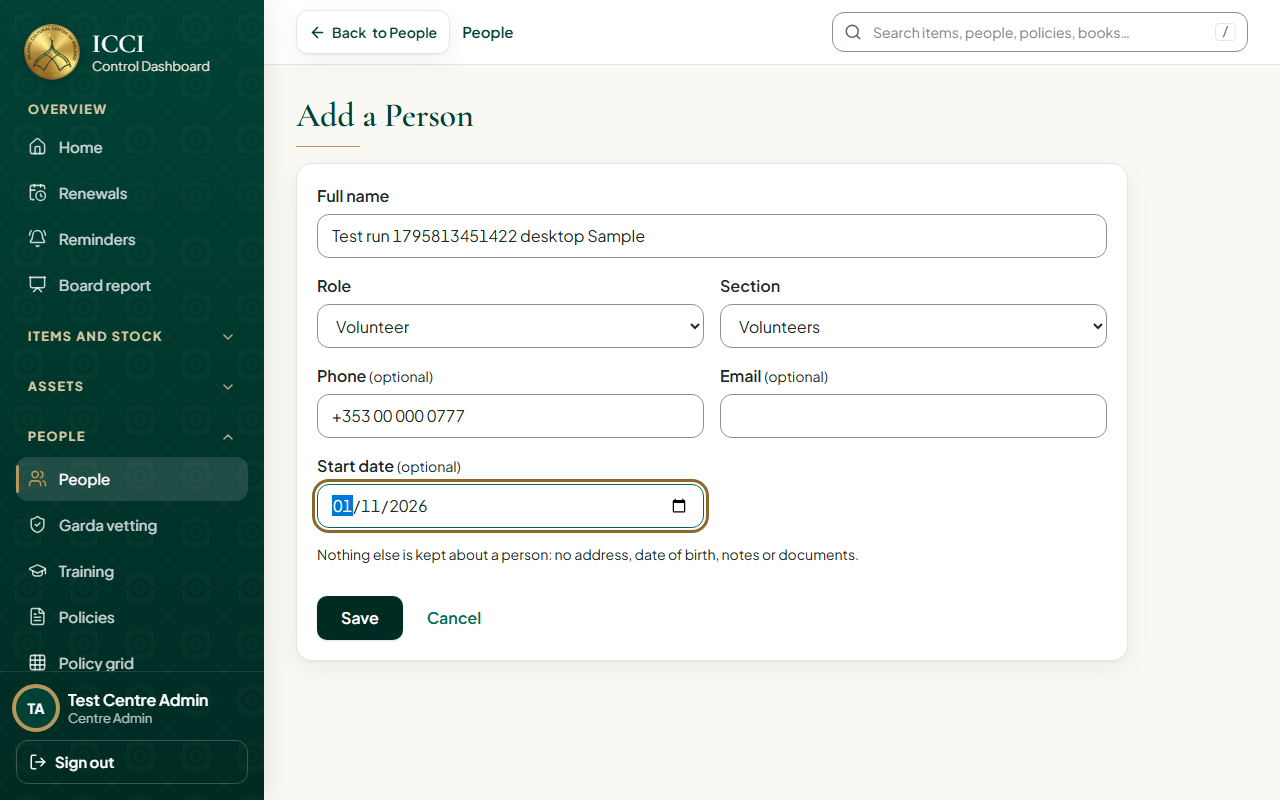 ICCI
Control Dashboard
OVERVIEW
Home
Renewals
Reminders
Board report
ITEMS AND STOCK
ASSETS
PEOPLE
People
Garda vetting
Training
Policies
Policy grid
TA
Test Centre Admin
Centre Admin
Sign out
Back to People
People
Search items, people, policies, books…
/
Add a Person
Full name
Test run 1795813451422 desktop Sample
Role
Section
Volunteer
Volunteers
Phone (optional)
Email (optional)
+353 00 000 0777
Start date (optional)
01/11/2026
Nothing else is kept about a person: no address, date of birth, notes or documents.
Save
Cancel